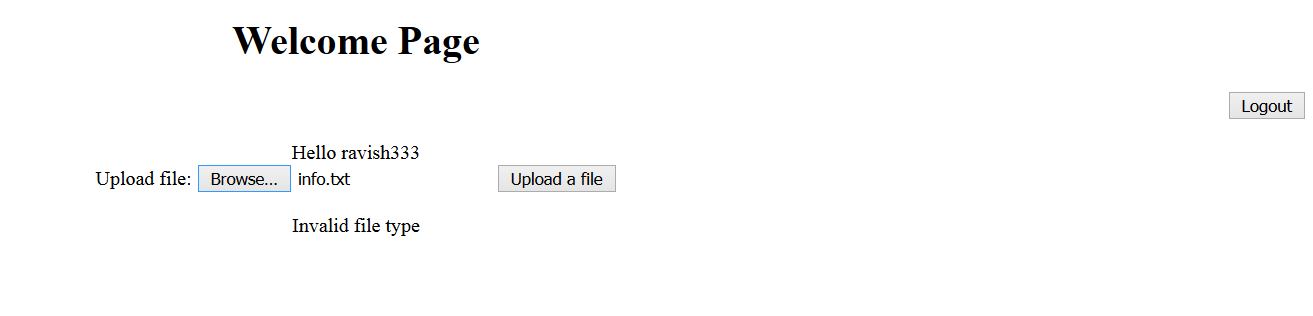 Welcome Page
Logout
Hello ravish333
Upload file: Browse... info.txt Upload a file
Invalid file type